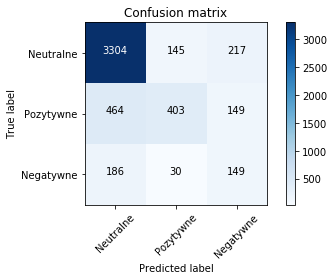 Confusion matrix
True label
Neutralne 3304 145 217
Pozytywne 464 403 149
Negatywne 186 30 149
Neutralne Pozytywne Negatywne
Predicted label
3000
2500
2000
1500
1000
500